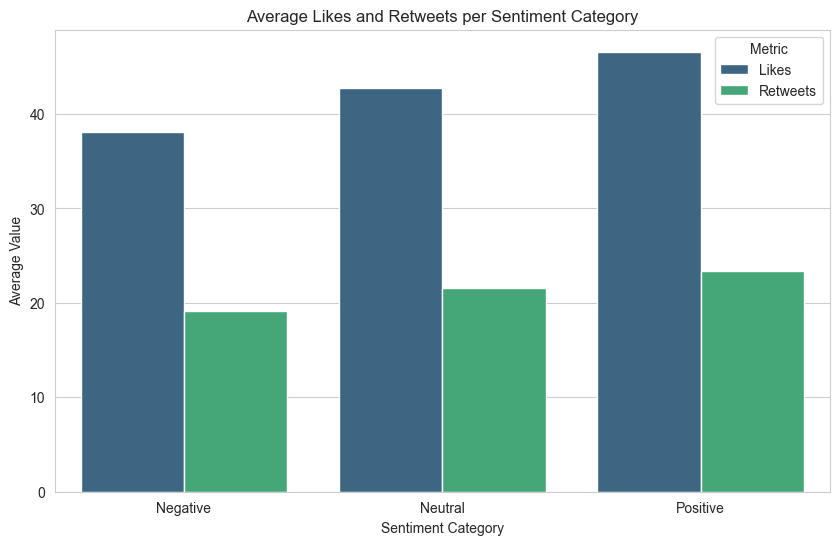 Average Likes and Retweets per Sentiment Category
Metric
Likes
Retweets
Average Value
40
30
20
10
0
Negative
Neutral
Positive
Sentiment Category